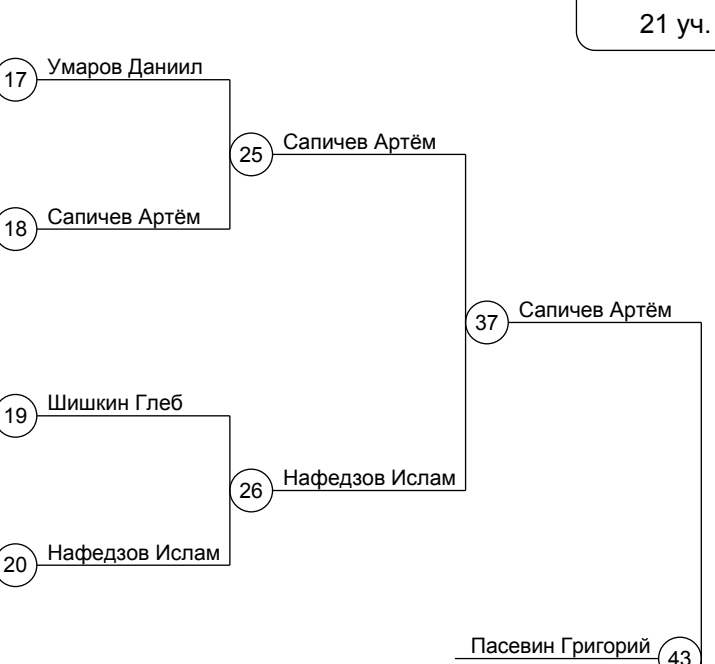 21 уч.
17 Умаров Даниил
25 Сапичев Артём
18 Сапичев Артём
37 Сапичев Артём
19 Шишкин Глеб
26 Нафедзов Ислам
20 Нафедзов Ислам
Пасевин Григорий 43